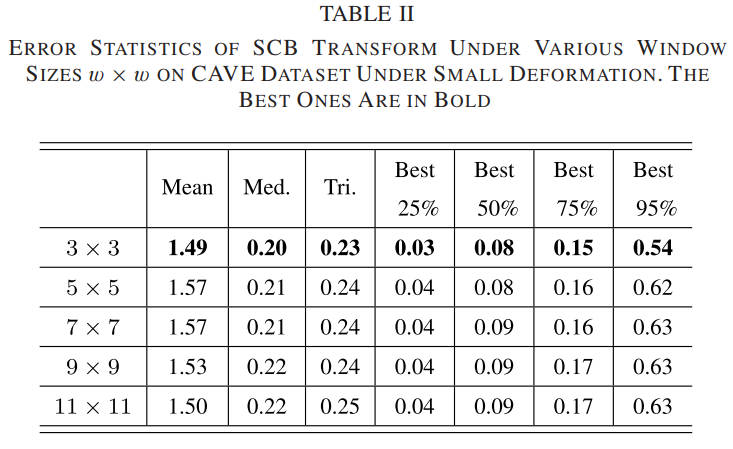 TABLE II
ERROR STATISTICS OF SCB TRANSFORM UNDER VARIOUS WINDOW
SIZES w × w ON CAVE DATASET UNDER SMALL DEFORMATION. THE
BEST ONES ARE IN BOLD
Mean Med. Tri. Best 25% Best 50% Best 75% Best 95%
3 × 3 1.49 0.20 0.23 0.03 0.08 0.15 0.54
5 × 5 1.57 0.21 0.24 0.04 0.08 0.16 0.62
7 × 7 1.57 0.21 0.24 0.04 0.09 0.16 0.63
9 × 9 1.53 0.22 0.24 0.04 0.09 0.17 0.63
11 × 11 1.50 0.22 0.25 0.04 0.09 0.17 0.63